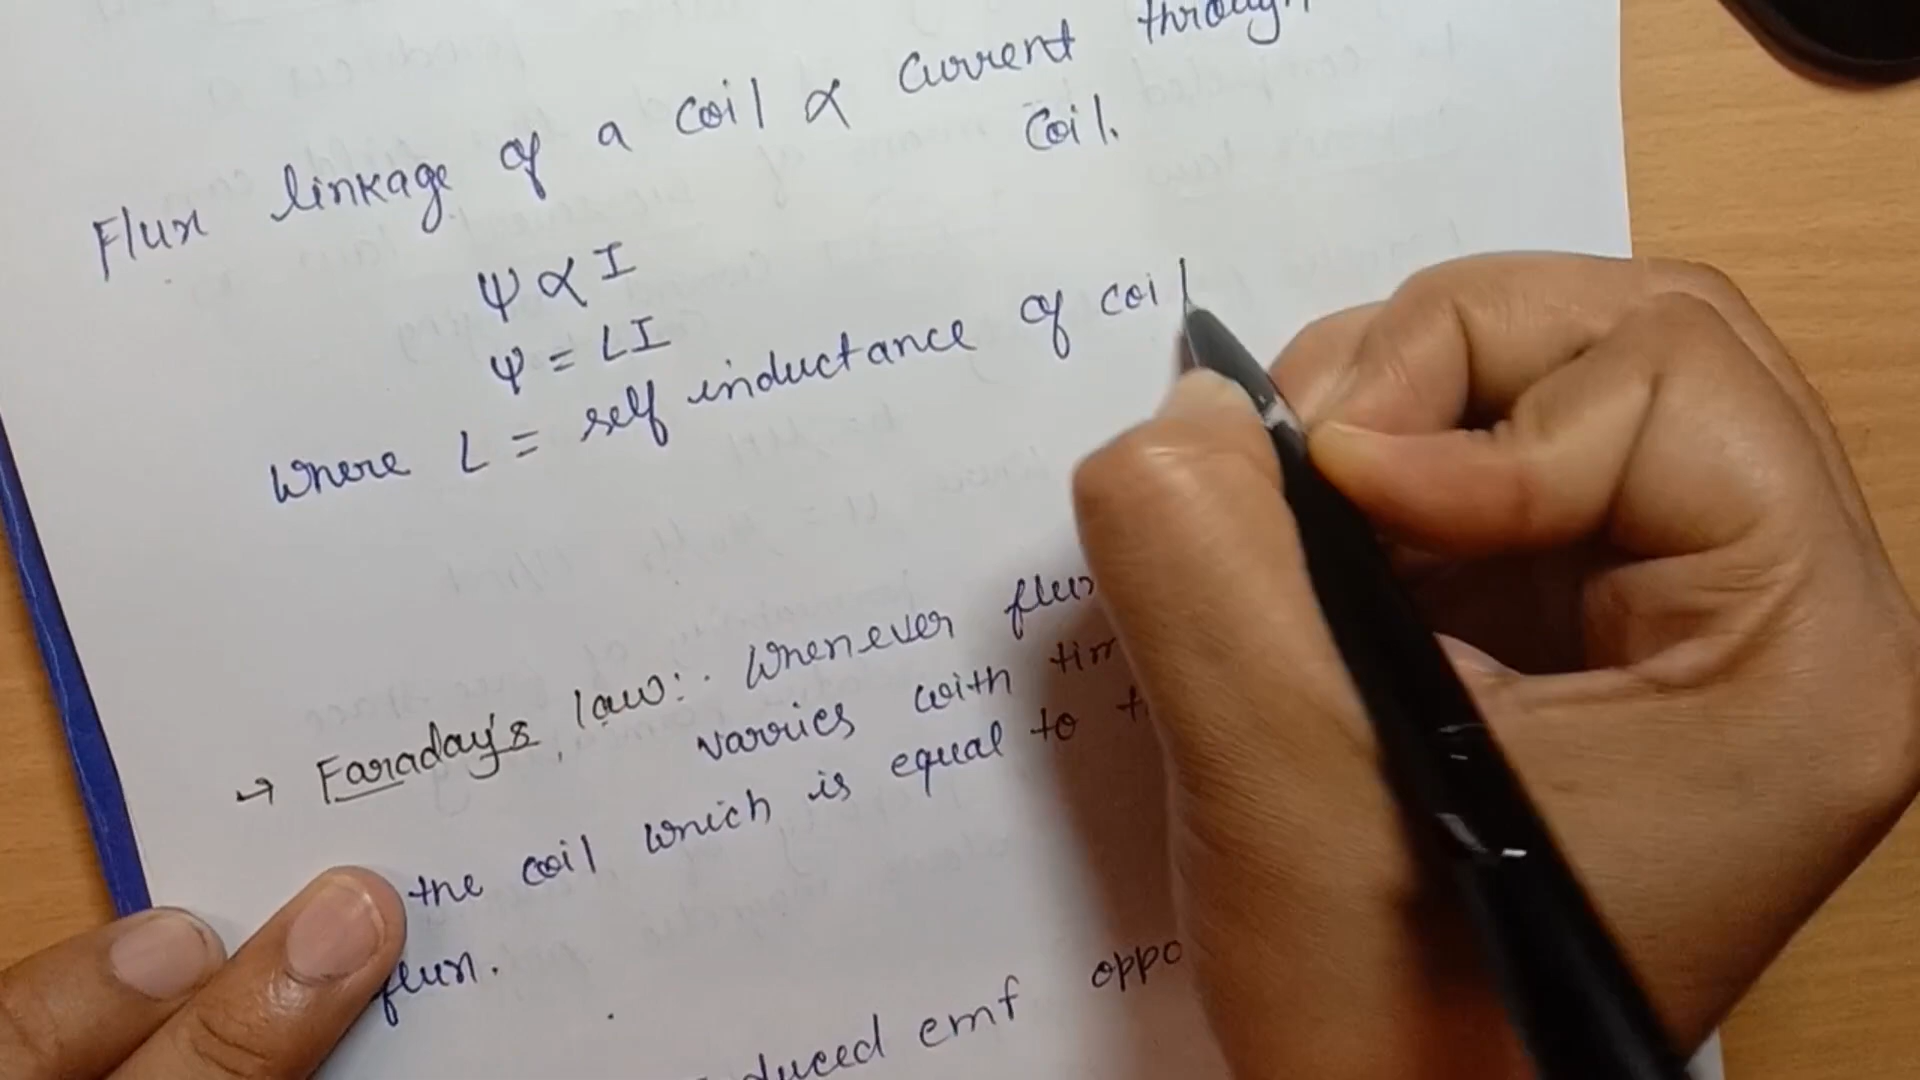 Flux linkage of a coil ∝ current through
coil.
Ψ ∝ I
Ψ = LI
Where L = self inductance of coil
→ Faraday's law:. Whenever flux
varries with tim
the coil which is equal to t
flux.
duced emf oppo